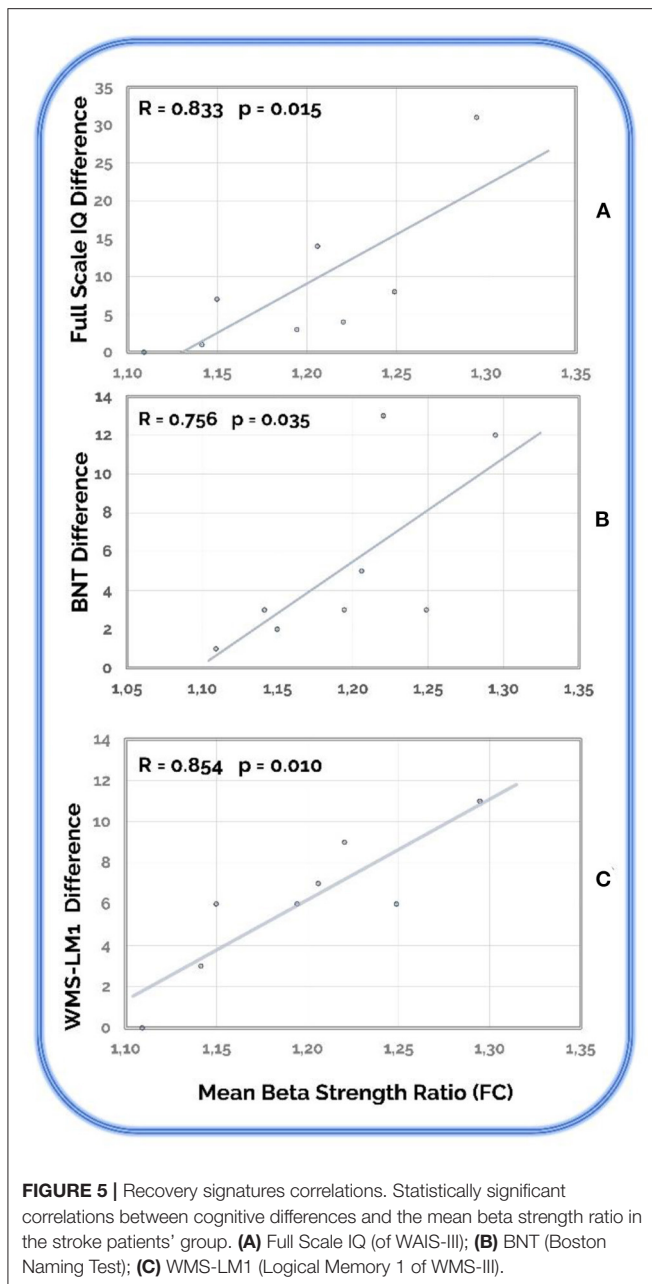 R = 0.833 p = 0.015
Full Scale IQ Difference
35
30
25
20
15
10
5
0
1,10 1,15 1,20 1,25 1,30 1,35
A
R = 0.756 p = 0.035
BNT Difference
14
12
10
8
6
4
2
0
1,05 1,10 1,15 1,20 1,25 1,30 1,35
B
R = 0.854 p = 0.010
WMS-LM1 Difference
14
12
10
8
6
4
2
0
1,10 1,15 1,20 1,25 1,30 1,35
C
Mean Beta Strength Ratio (FC)
FIGURE 5 | Recovery signatures correlations. Statistically significant
correlations between cognitive differences and the mean beta strength ratio in
the stroke patients' group. (A) Full Scale IQ (of WAIS-III); (B) BNT (Boston
Naming Test); (C) WMS-LM1 (Logical Memory 1 of WMS-III).